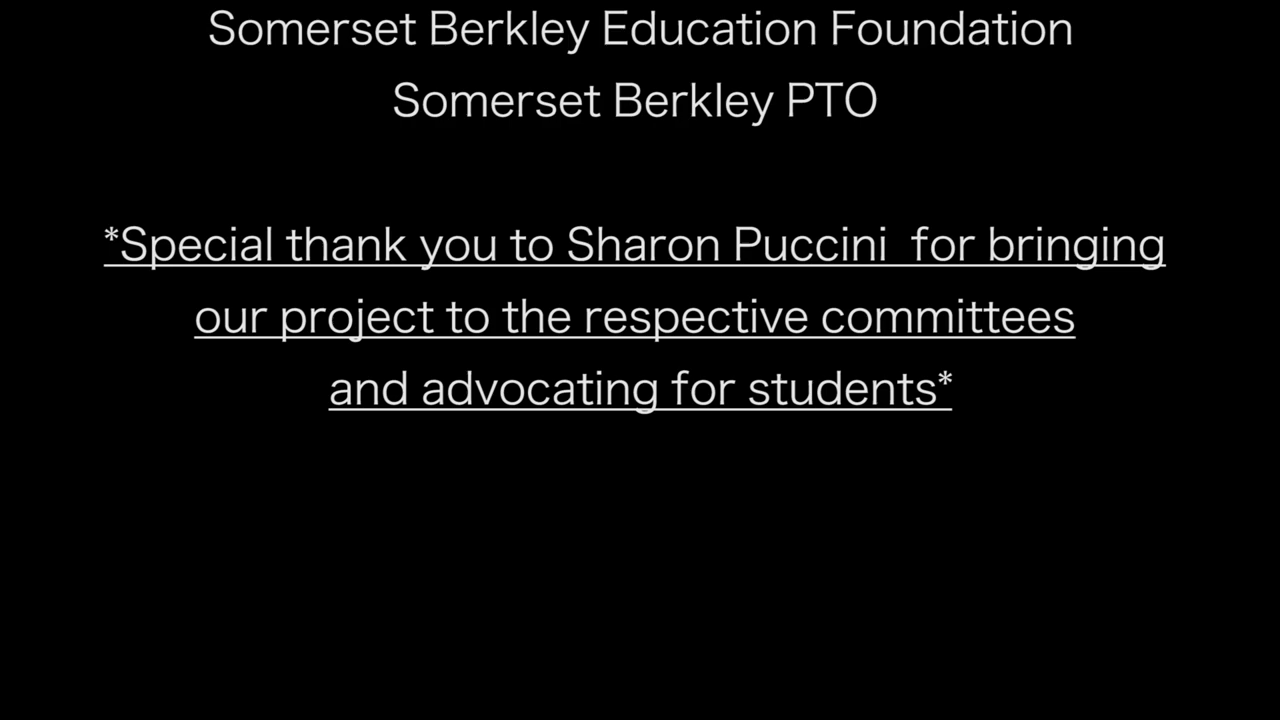 Somerset Berkley Education Foundation
Somerset Berkley PTO
*Special thank you to Sharon Puccini  for bringing
our project to the respective committees
and advocating for students*